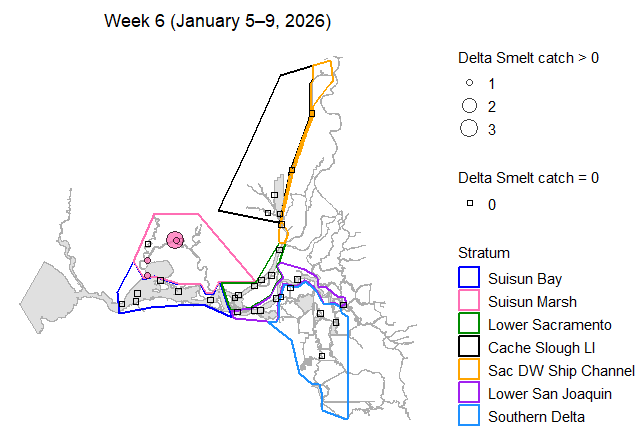 Week 6 (January 5–9, 2026)
Delta Smelt catch > 0
1
2
3
Delta Smelt catch = 0
0
Stratum
Suisun Bay
Suisun Marsh
Lower Sacramento
Cache Slough LI
Sac DW Ship Channel
Lower San Joaquin
Southern Delta